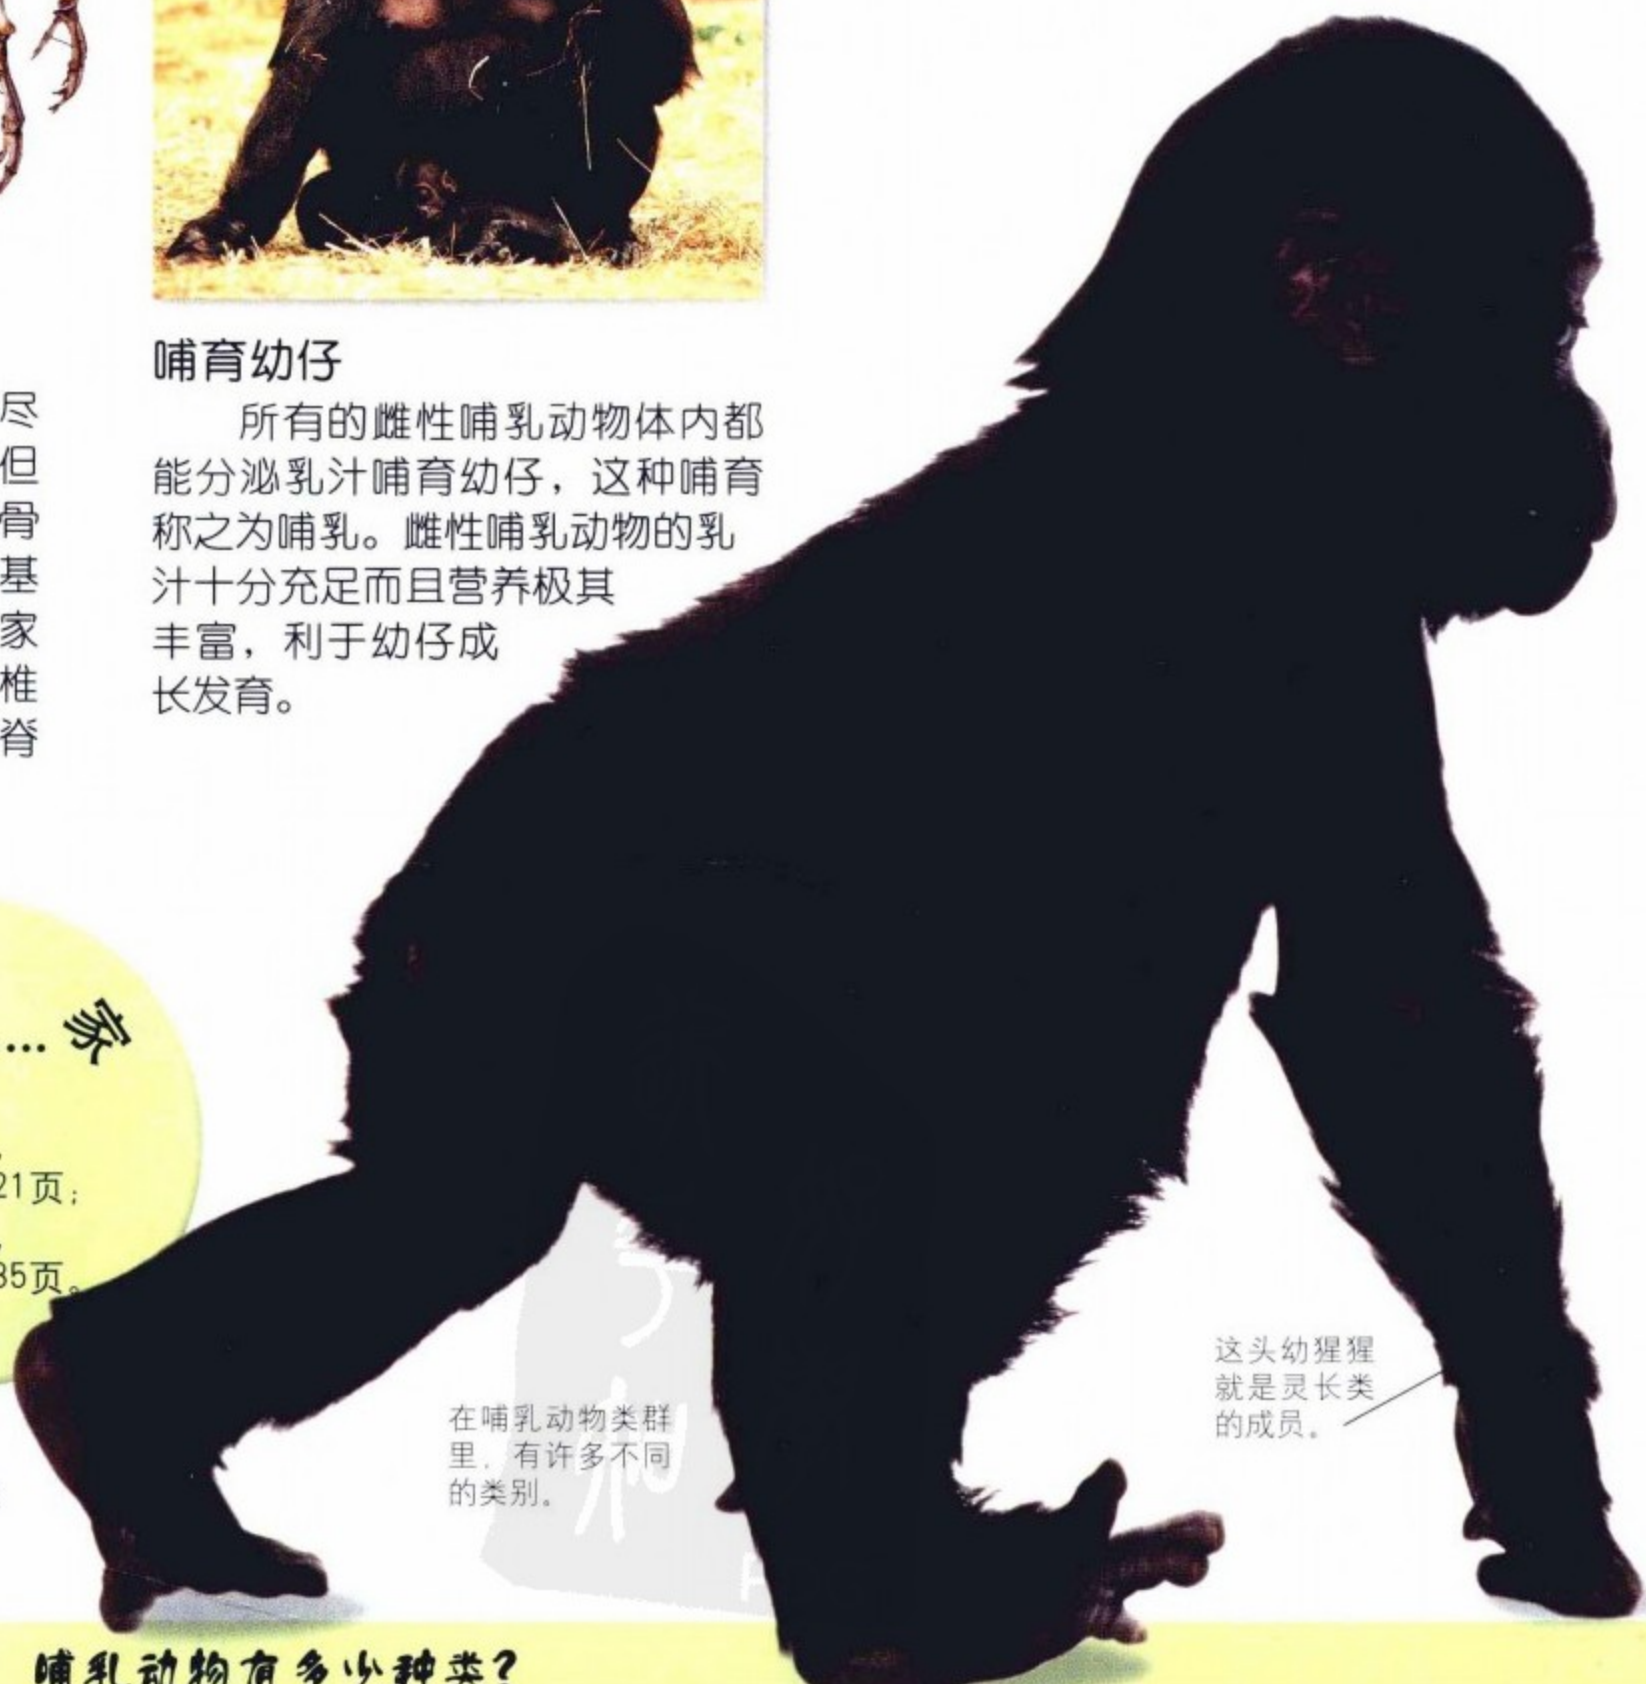 尽
但
骨
基
家
椎
脊
哺育幼仔
所有的雌性哺乳动物体内都
能分泌乳汁哺育幼仔，这种哺育
称之为哺乳。雌性哺乳动物的乳
汁十分充足而且营养极其
丰富，利于幼仔成
长发育。
…家
21页；
35页。
在哺乳动物类群
里，有许多不同
的类别。
这头幼猩猩
就是灵长类
的成员。
哺乳动物有多少种类？